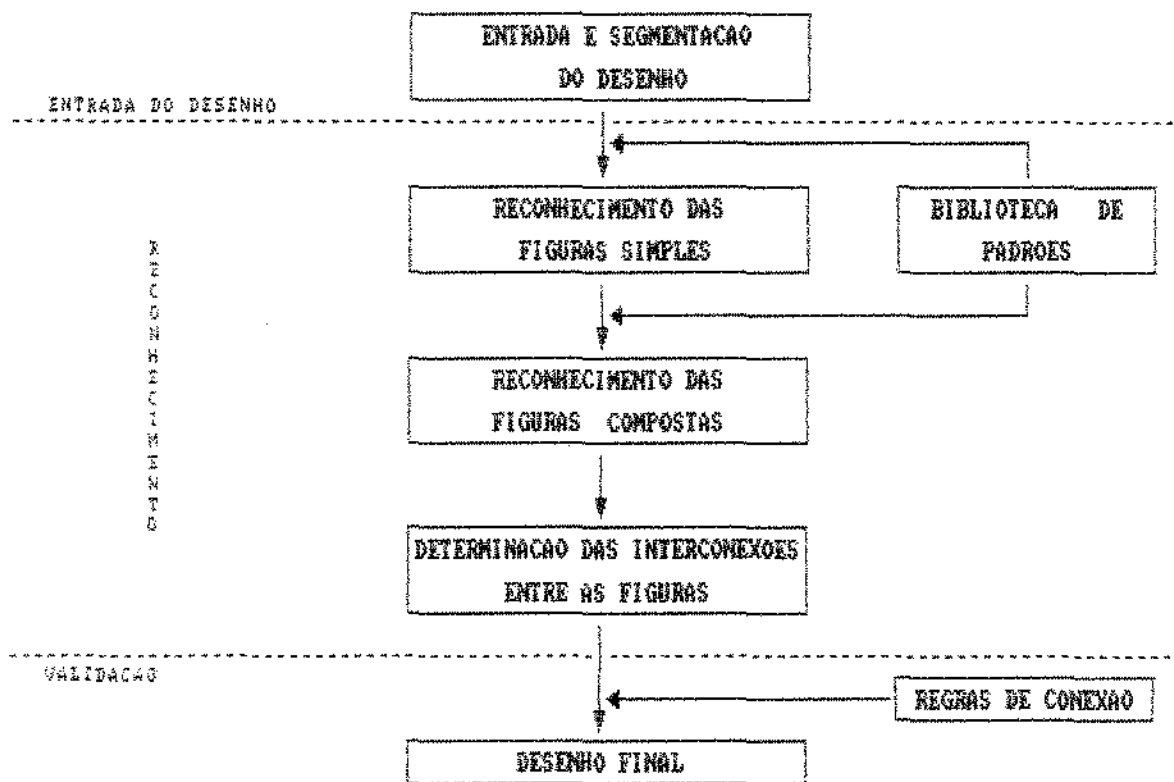 ENTRADA E SEGMENTACAO
DO DESENHO
ENTRADA DO DESENHO
RECONHECIMENTO DAS
FIGURAS SIMPLES
BIBLIOTECA DE
PADROES
RECONHECIMENTO
RECONHECIMENTO DAS
FIGURAS COMPOSTAS
DETERMINACAO DAS INTERCONEXOES
ENTRE AS FIGURAS
VALIDACAO
REGRAS DE CONEXAO
DESENHO FINAL